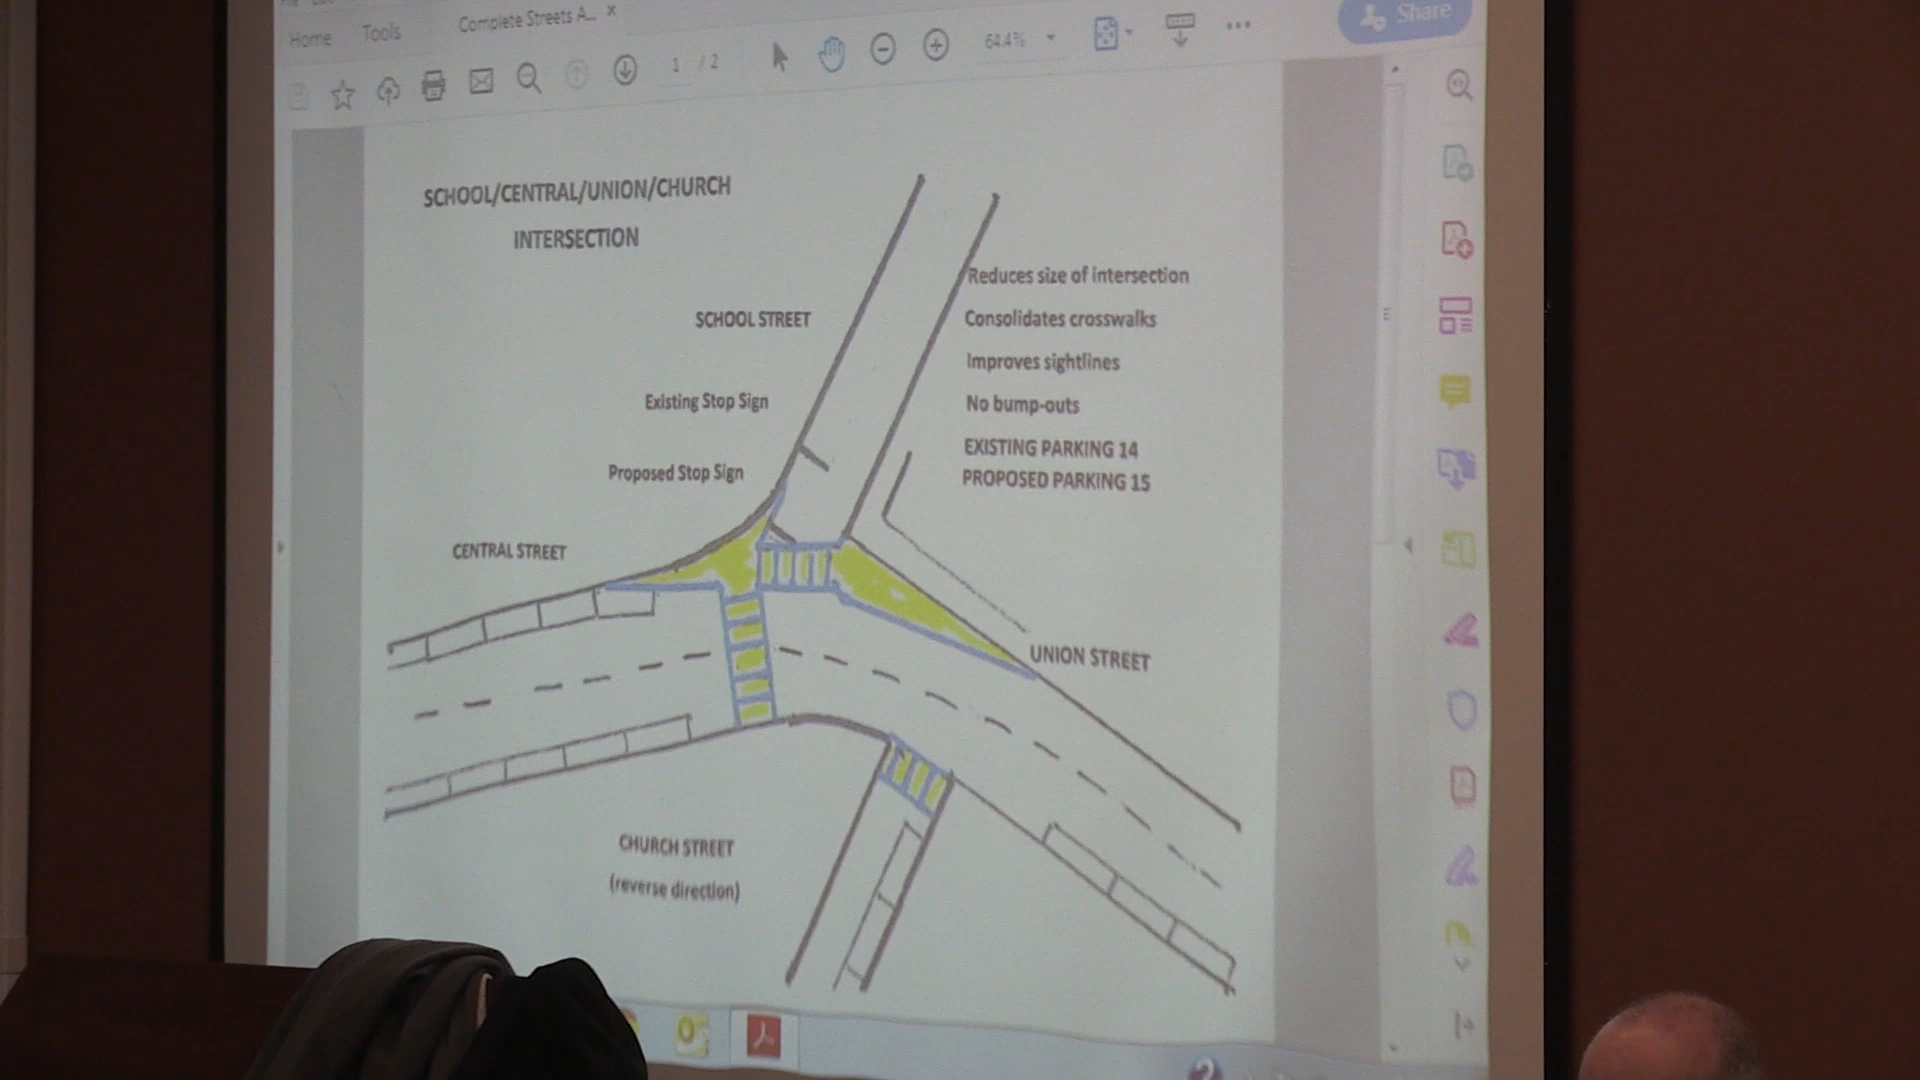 Home
Tools
Complete Streets A... ×
1 / 2
64.4%
Share
SCHOOL/CENTRAL/UNION/CHURCH
INTERSECTION
Reduces size of intersection
SCHOOL STREET
Consolidates crosswalks
Improves sightlines
Existing Stop Sign
No bump-outs
EXISTING PARKING 14
Proposed Stop Sign
PROPOSED PARKING 15
CENTRAL STREET
UNION STREET
CHURCH STREET
(reverse direction)